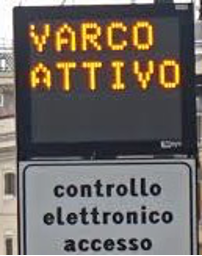 VARCO
ATTIVO
controllo
elettronico
accesso